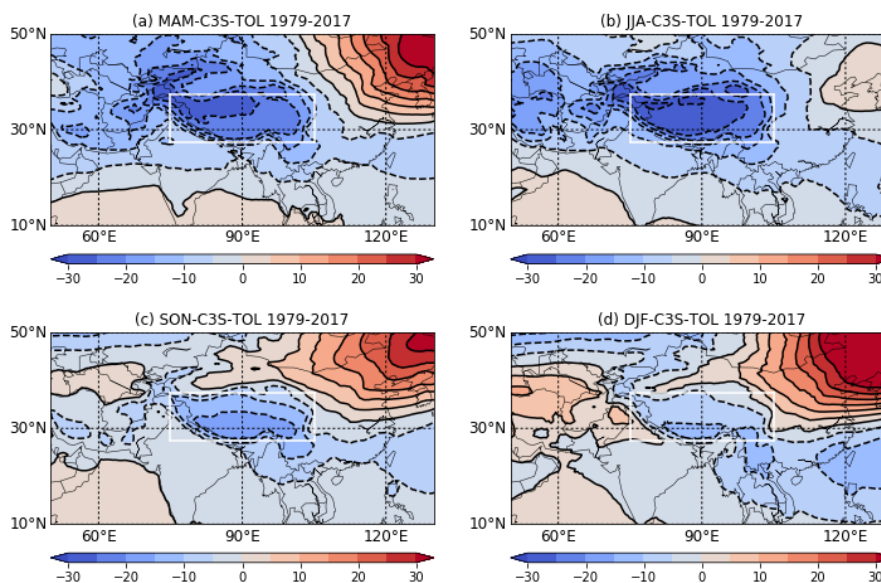 (a) MAM-C3S-TOL 1979-2017
50°N
30°N
10°N
60°E 90°E 120°E
−30 −20 −10 0 10 20 30
(b) JJA-C3S-TOL 1979-2017
50°N
30°N
10°N
60°E 90°E 120°E
−30 −20 −10 0 10 20 30
(c) SON-C3S-TOL 1979-2017
50°N
30°N
10°N
60°E 90°E 120°E
−30 −20 −10 0 10 20 30
(d) DJF-C3S-TOL 1979-2017
50°N
30°N
10°N
60°E 90°E 120°E
−30 −20 −10 0 10 20 30